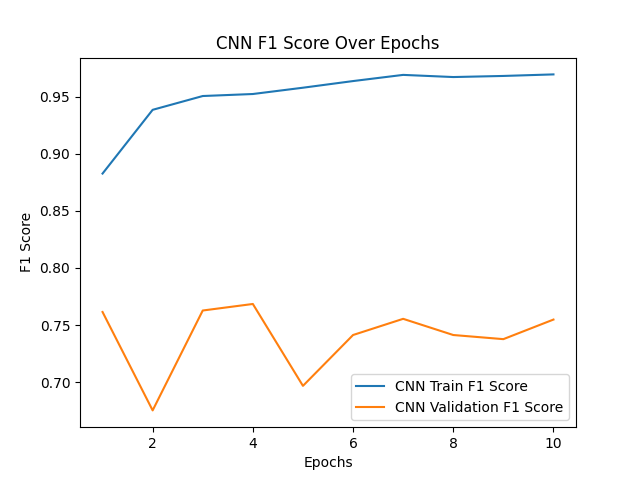 CNN F1 Score Over Epochs
F1 Score
0.95
0.90
0.85
0.80
0.75
0.70
CNN Train F1 Score
CNN Validation F1 Score
2 4 6 8 10
Epochs